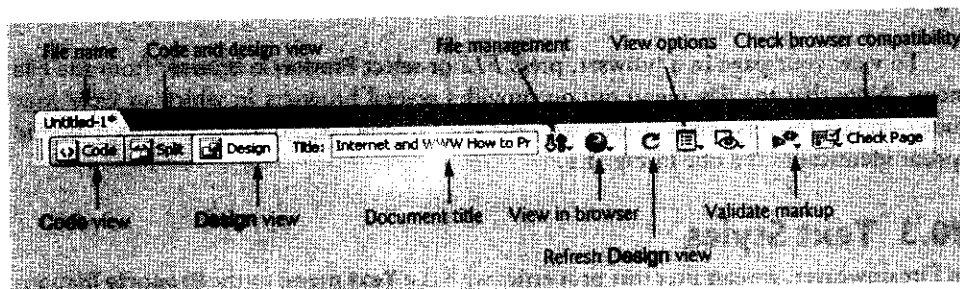 File name Code and design view File management View options Check browser compatibility
Untitled-1*
Code Split Design Title: Internet and WWW How to Pr Check Page
Code view Design view Document title View in browser Validate markup
Refresh Design view